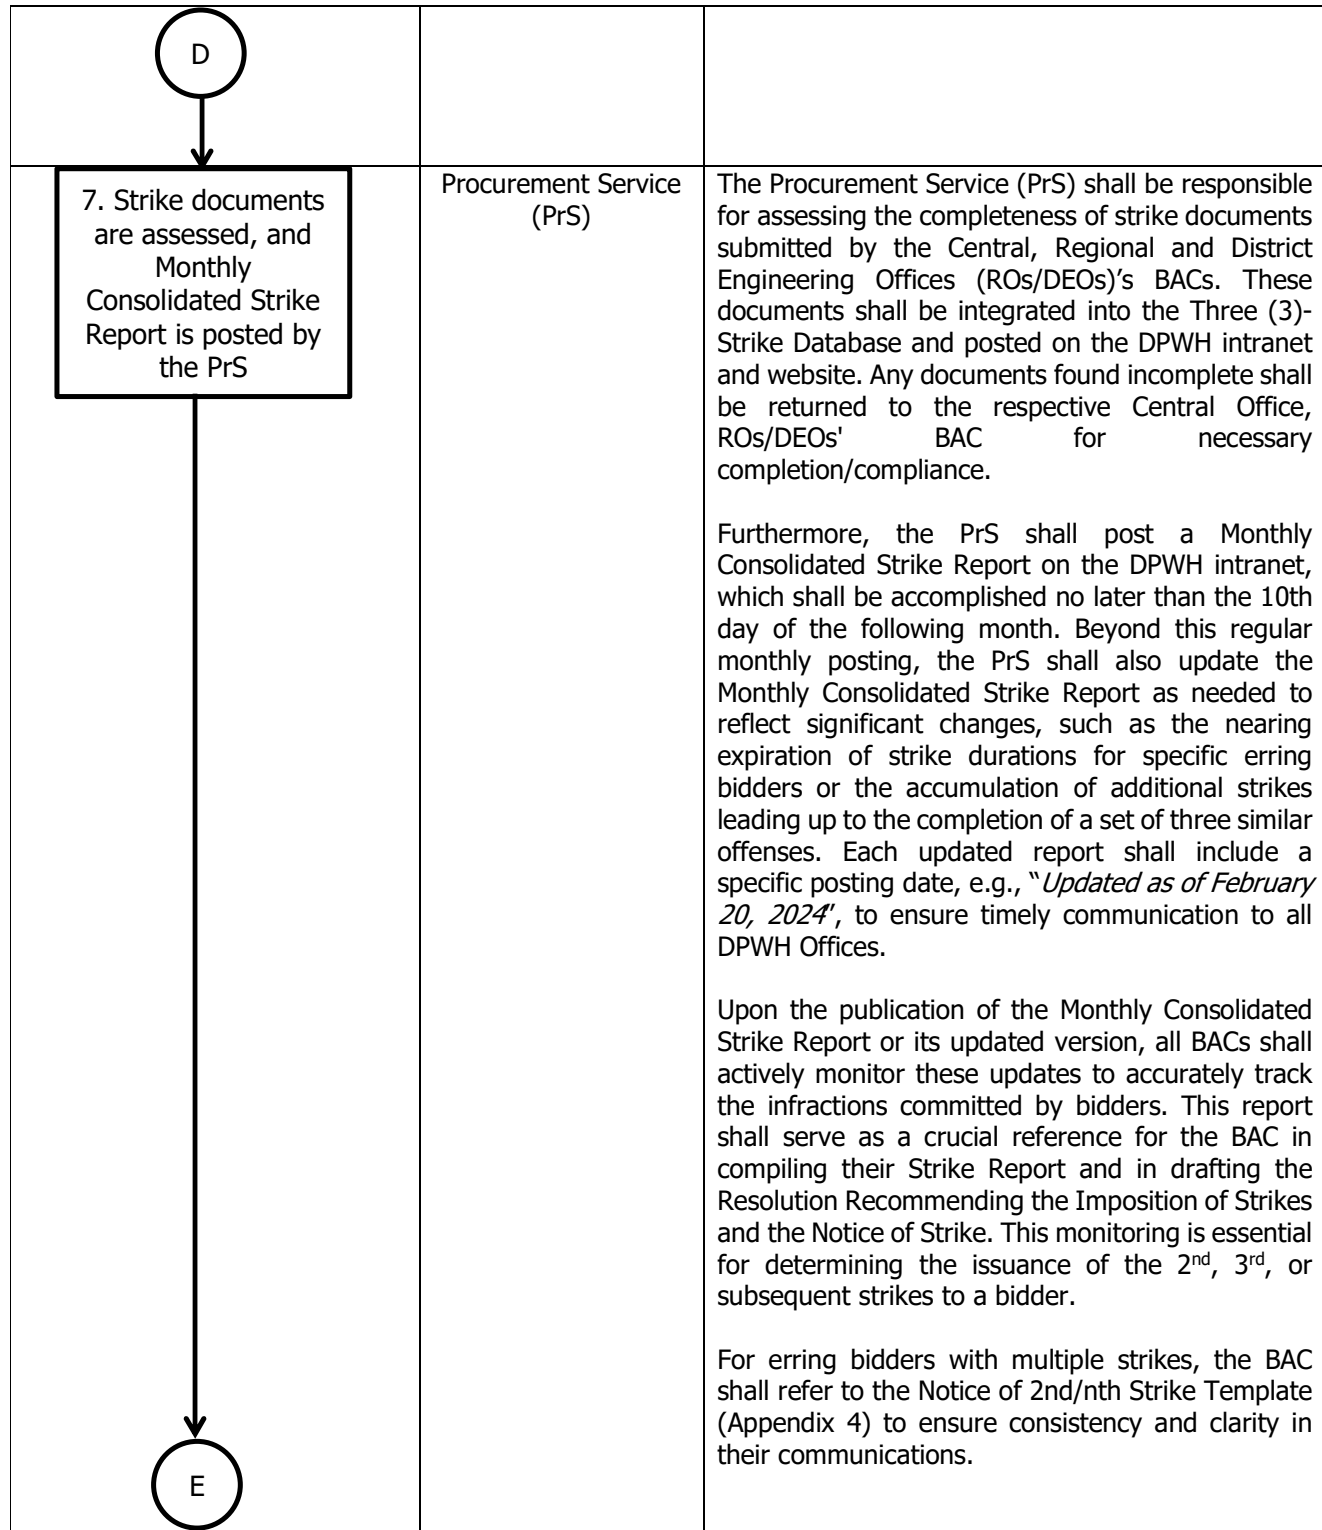 D
7. Strike documents
are assessed, and
Monthly
Consolidated Strike
Report is posted by
the PrS
Procurement Service
(PrS)
The Procurement Service (PrS) shall be responsible
for assessing the completeness of strike documents
submitted by the Central, Regional and District
Engineering Offices (ROs/DEOs)’s BACs. These
documents shall be integrated into the Three (3)-
Strike Database and posted on the DPWH intranet
and website. Any documents found incomplete shall
be returned to the respective Central Office,
ROs/DEOs' BAC for necessary
completion/compliance.
Furthermore, the PrS shall post a Monthly
Consolidated Strike Report on the DPWH intranet,
which shall be accomplished no later than the 10th
day of the following month. Beyond this regular
monthly posting, the PrS shall also update the
Monthly Consolidated Strike Report as needed to
reflect significant changes, such as the nearing
expiration of strike durations for specific erring
bidders or the accumulation of additional strikes
leading up to the completion of a set of three similar
offenses. Each updated report shall include a
specific posting date, e.g., “Updated as of February
20, 2024”, to ensure timely communication to all
DPWH Offices.
Upon the publication of the Monthly Consolidated
Strike Report or its updated version, all BACs shall
actively monitor these updates to accurately track
the infractions committed by bidders. This report
shall serve as a crucial reference for the BAC in
compiling their Strike Report and in drafting the
Resolution Recommending the Imposition of Strikes
and the Notice of Strike. This monitoring is essential
for determining the issuance of the 2nd, 3rd, or
subsequent strikes to a bidder.
For erring bidders with multiple strikes, the BAC
shall refer to the Notice of 2nd/nth Strike Template
(Appendix 4) to ensure consistency and clarity in
their communications.
E